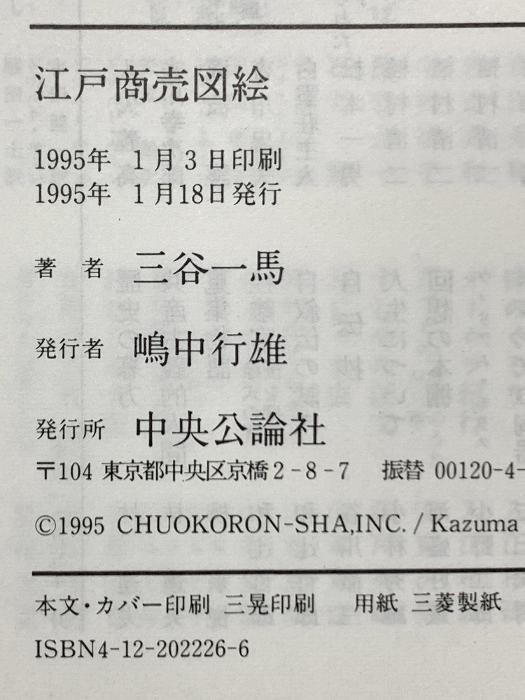 江戸商売図絵
1995年 1月3日印刷
1995年 1月18日発行
著者 三谷一馬
発行者 嶋中行雄
発行所 中央公論社
〒104 東京都中央区京橋2-8-7 振替 00120-4-
©1995 CHUOKORON-SHA,INC. / Kazuma
本文・カバー印刷 三晃印刷 用紙 三菱製紙
ISBN4-12-202226-6